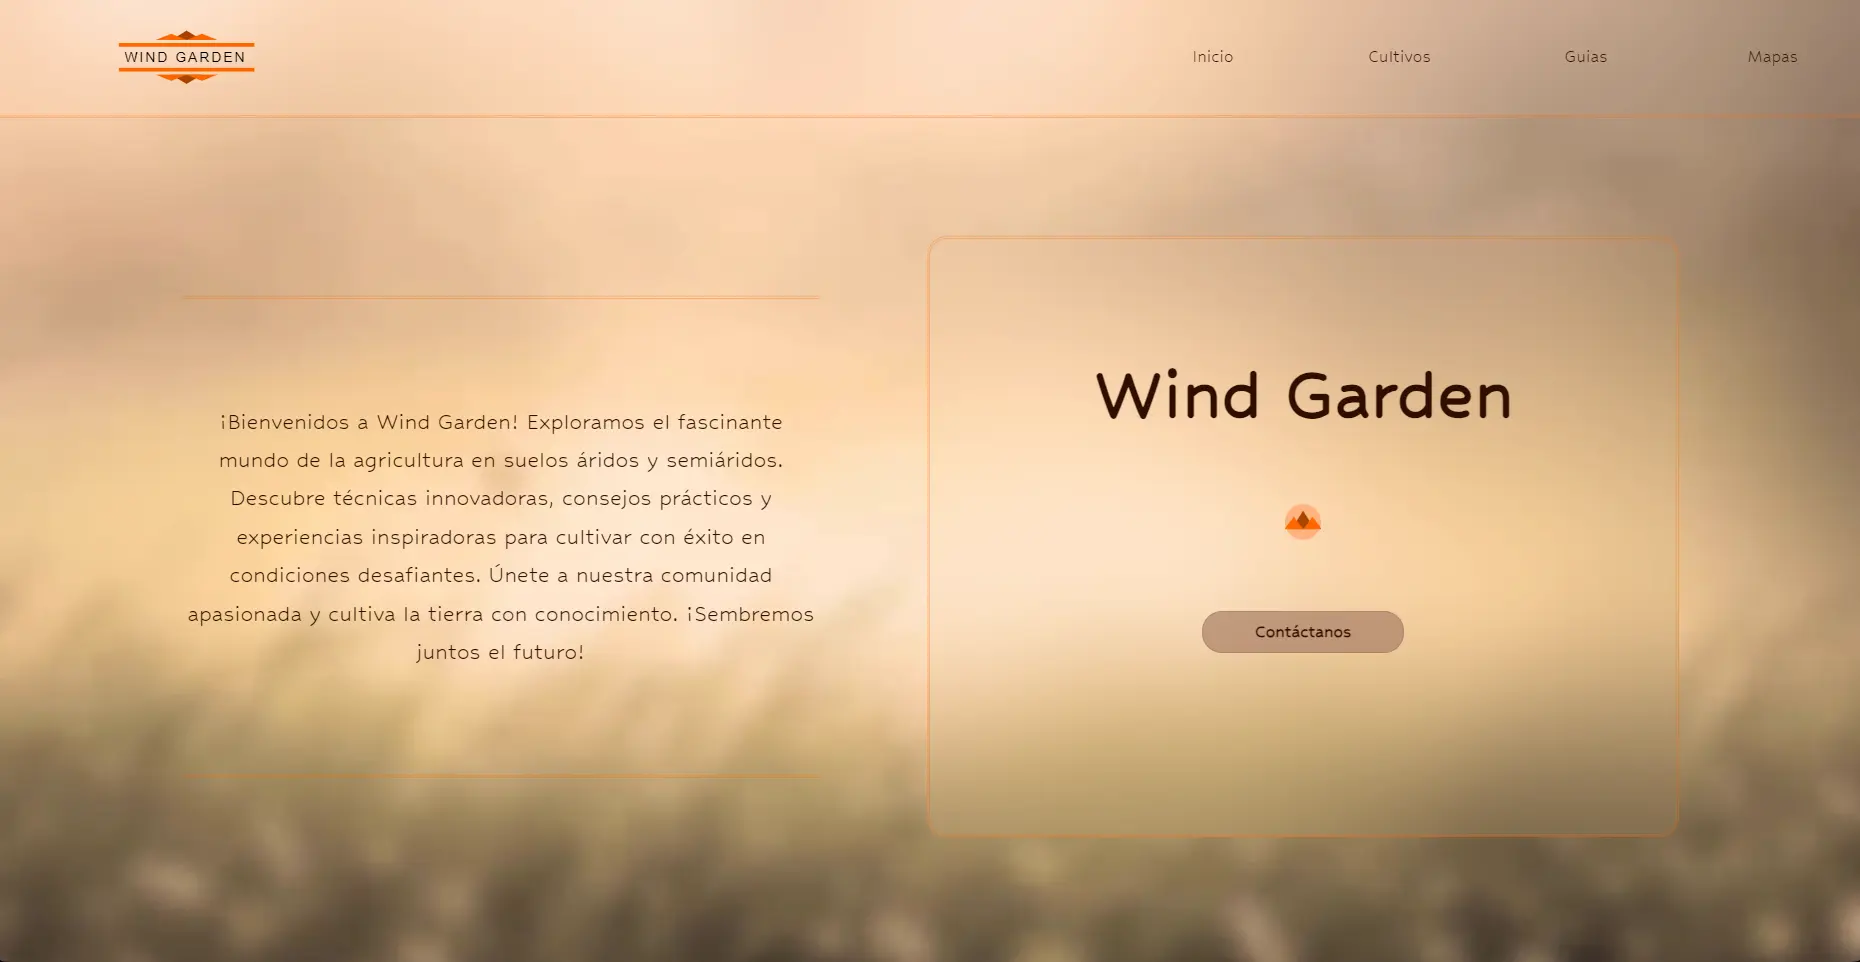 WIND GARDEN
Inicio
Cultivos
Guias
Mapas
¡Bienvenidos a Wind Garden! Exploramos el fascinante
mundo de la agricultura en suelos áridos y semiáridos.
Descubre técnicas innovadoras, consejos prácticos y
experiencias inspiradoras para cultivar con éxito en
condiciones desafiantes. Únete a nuestra comunidad
apasionada y cultiva la tierra con conocimiento. ¡Sembremos
juntos el futuro!
Wind Garden
Contáctanos